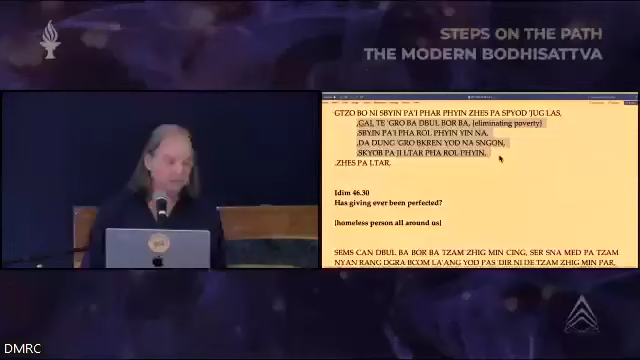 STEPS ON THE PATH
THE MODERN BODHISATTVA
GTZO BO NI SBYIN PA'I PHAR PHYIN ZHES PA SPYOD 'JUG LAS,
,GAL TE 'GRO BA DBUL BOR BA, [eliminating poverty]
,SBYIN PA'I PHA ROL PHYIN YIN NA,
,DA DUNG 'GRO BKREN YOD NA SNGON,
,SKYOB PA JI LTAR PHA ROL PHYIN,
,ZHES PA LTAR,
Idim 46.30
Has giving ever been perfected?
[homeless person all around us]
SEMS CAN DBUL BA BOR BA TZAM ZHIG MIN CING, SER SNA MED PA TZAM
NYAN RANG DGRA BCOM LA'ANG YOD PAS 'DIR NI DE TZAM ZHIG MIN PAR,
DMRC